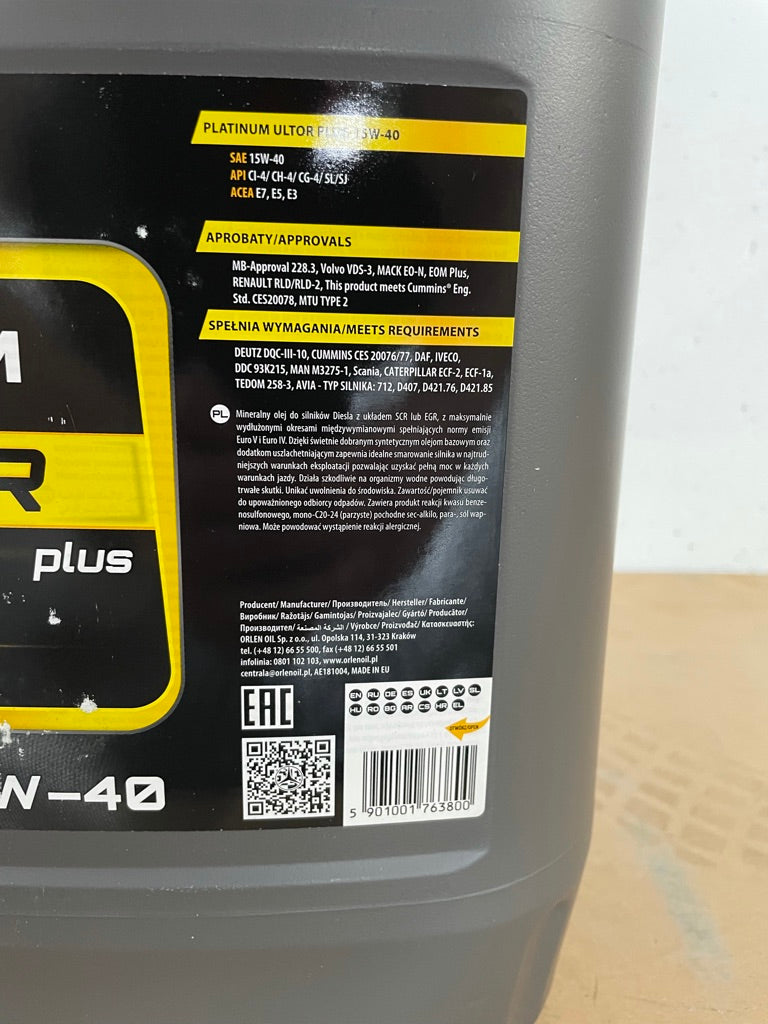 PLATINUM ULTOR PLUS 15W-40
SAE 15W-40
API CI-4/ CH-4/ CG-4/ SL/SJ
ACEA E7, E5, E3
APROBATY/APPROVALS
MB-Approval 228.3, Volvo VDS-3, MACK EO-N, EOM Plus,
RENAULT RLD/RLD-2, This product meets Cummins® Eng.
Std. CES20078, MTU TYPE 2
SPEŁNIA WYMAGANIA/MEETS REQUIREMENTS
DEUTZ DQC-III-10, CUMMINS CES 20076/77, DAF, IVECO,
DDC 93K215, MAN M3275-1, Scania, CATERPILLAR ECF-2, ECF-1a,
TEDOM 258-3, AVIA - TYP SILNIKA: 712, D407, D421.76, D421.85
PL Mineralny olej do silników Diesla z układem SCR lub EGR, z maksymalnie
wydłużonymi okresami międzywymianowymi spełniających normy emisji
Euro V i Euro IV. Dzięki świetnie dobranym syntetycznym olejom bazowym oraz
dodatkom uszlachetniającym zapewnia idealne smarowanie silnika w najtrud-
niejszych warunkach eksploatacji pozwalając uzyskać pełną moc w każdych
warunkach jazdy. Działa szkodliwie na organizmy wodne powodując długo-
trwałe skutki. Unikać uwolnienia do środowiska. Zawartość/pojemnik usuwać
do upoważnionego odbiorcy odpadów. Zawiera produkt reakcji kwasu benze-
nosulfonowego, mono-C20-24 (parzyste) pochodne sec-alkilo, para-, sól wap-
niowa. Może powodować wystąpienie reakcji alergicznej.
M
R
plus
W-40
Producent/ Manufacturer/ Производитель/ Hersteller/ Fabricante/
Виробник/ Ražotājs/ Gamintojas/ Proizvajalec/ Gyártó/ Producător/
Производител/ الشركة المصنعة / Výrobce/ Proizvođač/ Κατασκευαστής:
ORLEN OIL Sp. z o.o., ul. Opolska 114, 31-323 Kraków
tel. (+48 12) 66 55 500, fax (+48 12) 66 55 501
infolinia: 0801 102 103, www.orlenoil.pl
centrala@orlenoil.pl, AE181004, MADE IN EU
EAC
EN RU DE ES UK LT LV SL
HU RO BG AR CS HR EL
OTWÓRZ/OPEN
5 901001 763800